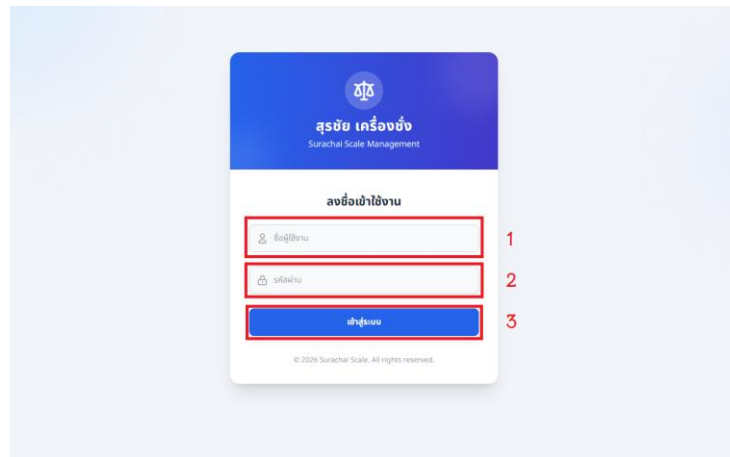 สุรชัย เครื่องชั่ง
Surachai Scale Management
ลงชื่อเข้าใช้งาน
ชื่อผู้ใช้งาน
1
รหัสผ่าน
2
เข้าสู่ระบบ
3
© 2026 Surachai Scale. All rights reserved.